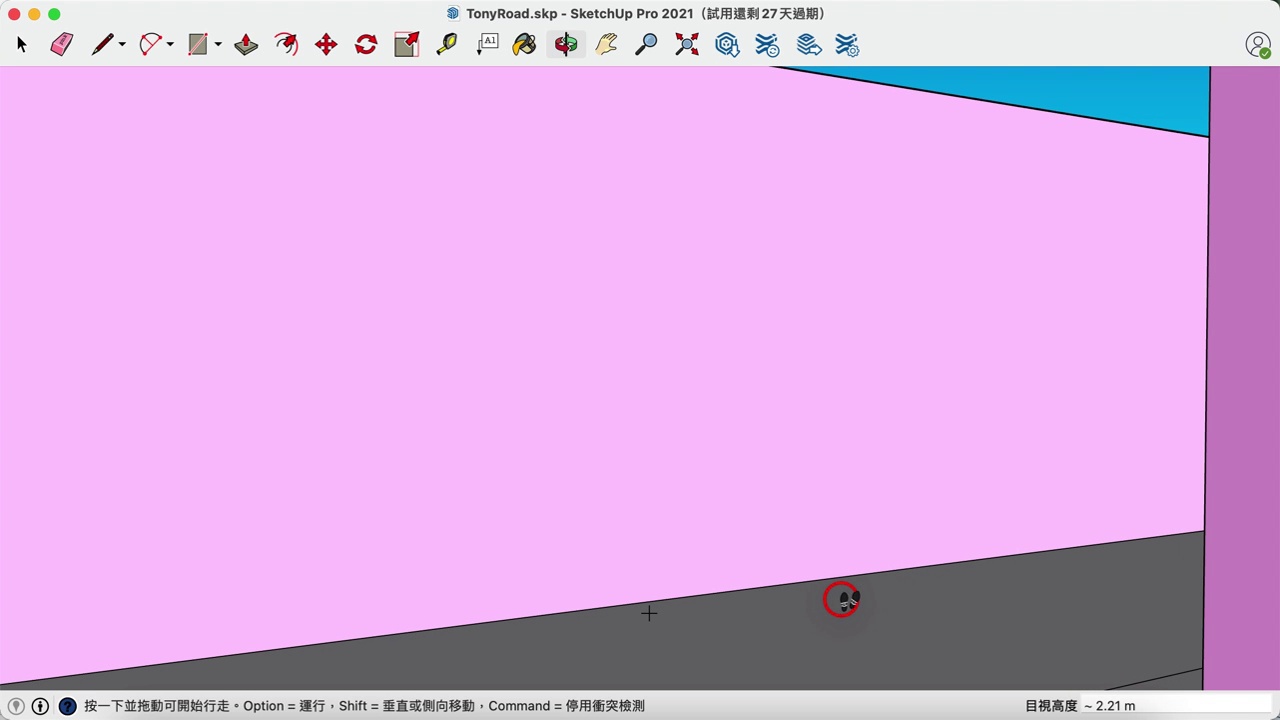 TonyRoad.skp - SketchUp Pro 2021（試用還剩 27 天過期）
A1
按一下並拖動可開始行走。Option = 運行，Shift = 垂直或側向移動，Command = 停用衝突檢測
目視高度 ~ 2.21 m